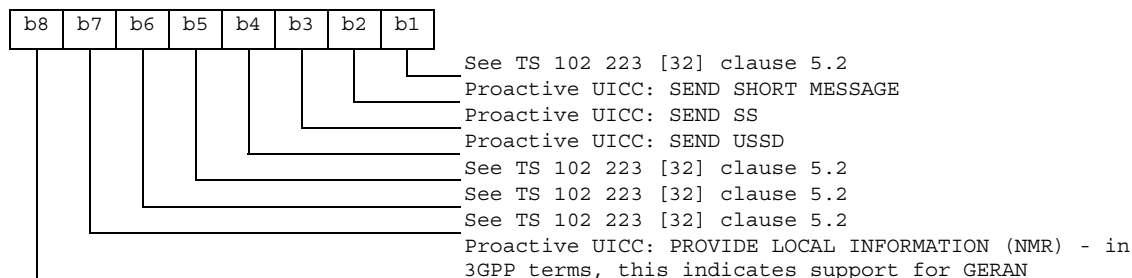 b8 b7 b6 b5 b4 b3 b2 b1
See TS 102 223 [32] clause 5.2
Proactive UICC: SEND SHORT MESSAGE
Proactive UICC: SEND SS
Proactive UICC: SEND USSD
See TS 102 223 [32] clause 5.2
See TS 102 223 [32] clause 5.2
See TS 102 223 [32] clause 5.2
Proactive UICC: PROVIDE LOCAL INFORMATION (NMR) - in
3GPP terms, this indicates support for GERAN